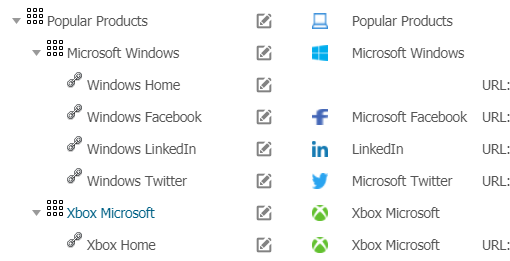 Popular Products Popular Products
Microsoft Windows Microsoft Windows
Windows Home URL:
Windows Facebook Microsoft Facebook URL:
Windows LinkedIn LinkedIn URL:
Windows Twitter Microsoft Twitter URL:
Xbox Microsoft Xbox Microsoft
Xbox Home Xbox Microsoft URL: